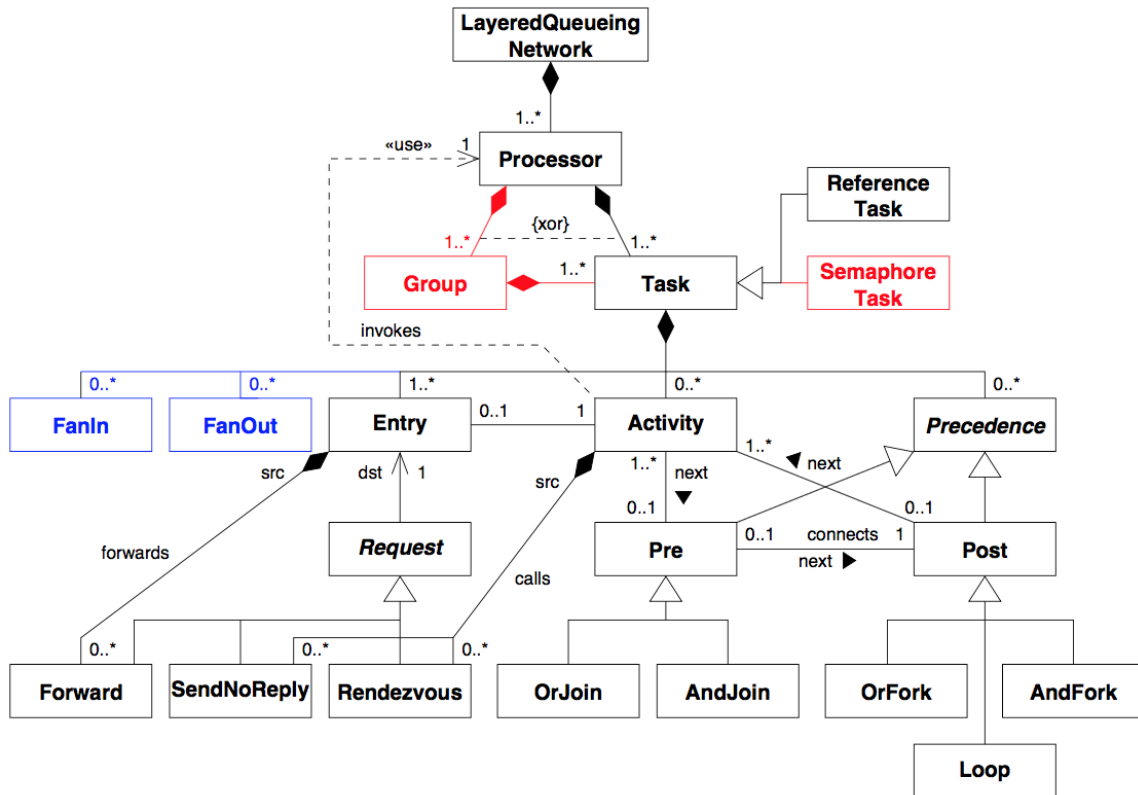 LayeredQueueing
Network
1..*
«use»
1
Processor
Reference
Task
{xor}
1..*
1..*
Group
1..*
Task
Semaphore
Task
invokes
0..*
0..*
1..*
0..*
0..*
FanIn
FanOut
Entry
0..1
1
Activity
Precedence
src
dst
1
src
1..*
next
1..*
next
0..1
0..1
forwards
Request
calls
Pre
0..1
connects
1
next
Post
0..*
0..*
0..*
Forward
SendNoReply
Rendezvous
OrJoin
AndJoin
OrFork
AndFork
Loop